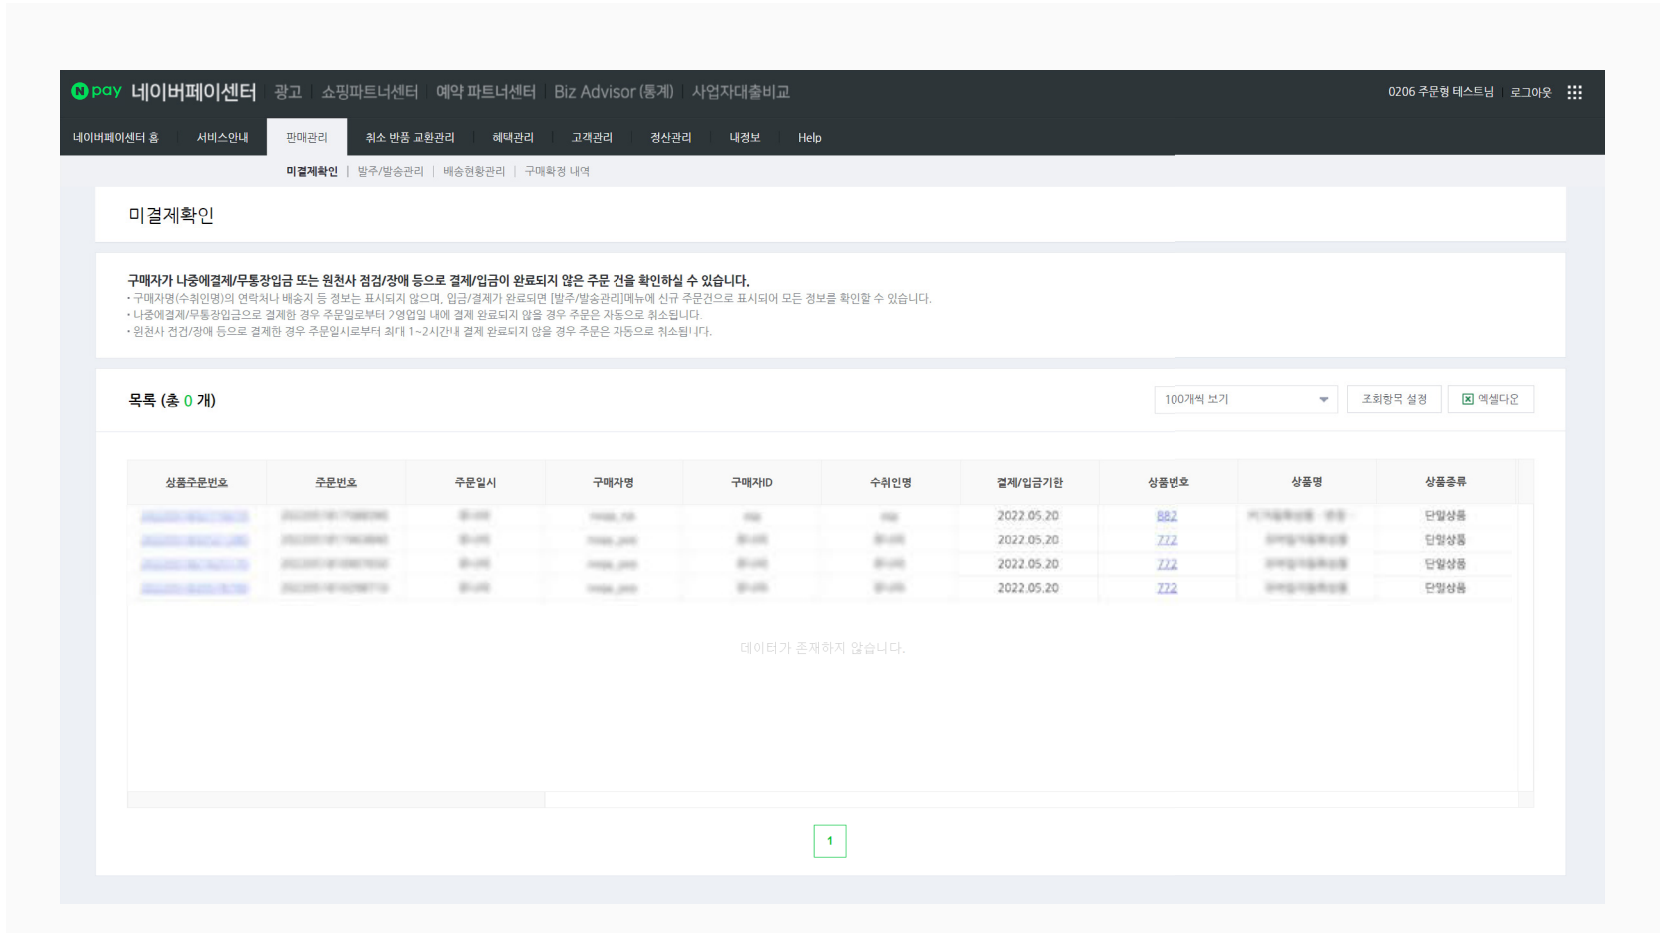 N pay 네이버페이센터 광고 쇼핑파트너센터 예약 파트너센터 Biz Advisor (통계) 사업자대출비교 0206 주문형 테스트님 로그아웃
네이버페이센터 홈 서비스안내 판매관리 취소 반품 교환관리 혜택관리 고객관리 정산관리 내정보 Help
미결제확인 | 발주/발송관리 | 배송현황관리 | 구매확정 내역
미결제확인
구매자가 나중에결제/무통장입금 또는 원천사 점검/장애 등으로 결제/입금이 완료되지 않은 주문 건을 확인하실 수 있습니다.
• 구매자명(수취인명)의 연락처나 배송지 등 정보는 표시되지 않으며, 입금/결제가 완료되면 [발주/발송관리]메뉴에 신규 주문건으로 표시되어 모든 정보를 확인할 수 있습니다.
• 나중에결제/무통장입금으로 결제한 경우 주문일로부터 2영업일 내에 결제 완료되지 않을 경우 주문은 자동으로 취소됩니다.
• 원천사 점검/장애 등으로 결제한 경우 주문일시로부터 최대 1~2시간내 결제 완료되지 않을 경우 주문은 자동으로 취소됩니다.
목록 (총 0 개) 100개씩 보기 조회항목 설정 엑셀다운
상품주문번호 주문번호 주문일시 구매자명 구매자ID 수취인명 결제/입금기한 상품번호 상품명 상품종류
2022.05.20 882 단일상품
2022.05.20 772 단일상품
2022.05.20 772 단일상품
2022.05.20 772 단일상품
데이터가 존재하지 않습니다.
1